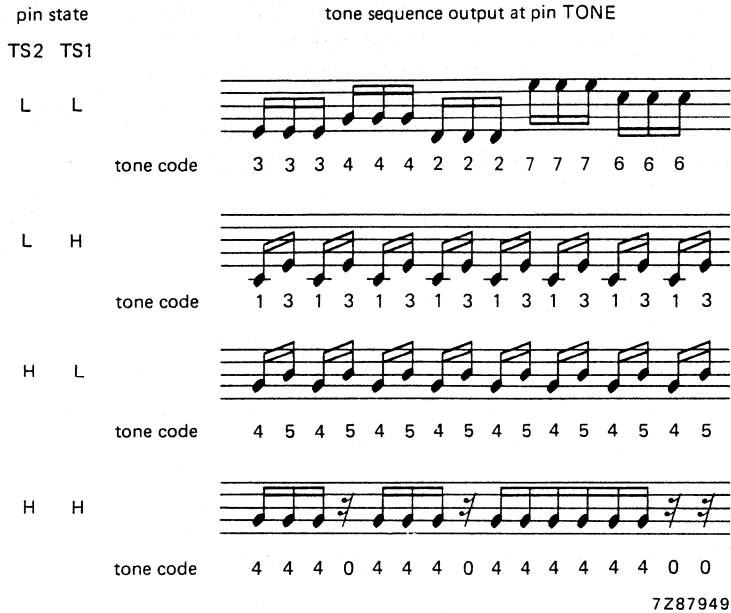 pin state tone sequence output at pin TONE
TS2 TS1
L L
tone code 3 3 3 4 4 4 2 2 2 7 7 7 6 6 6
L H
tone code 1 3 1 3 1 3 1 3 1 3 1 3 1 3 1 3
H L
tone code 4 5 4 5 4 5 4 5 4 5 4 5 4 5 4 5
H H
tone code 4 4 4 0 4 4 4 0 4 4 4 4 4 4 0 0
7Z87949